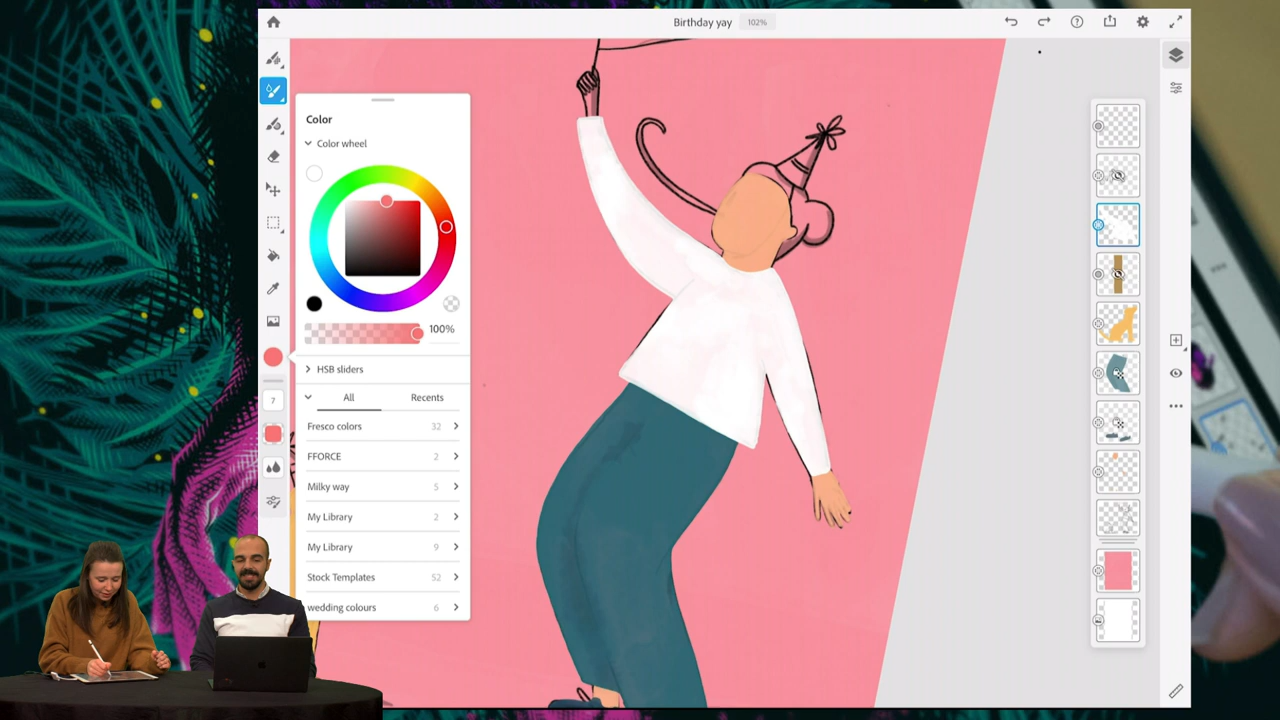 Birthday yay 102%
Color
Color wheel
100%
HSB sliders
All Recents
7
Fresco colors 32
FFORCE 2
Milky way 5
My Library 2
My Library 9
Stock Templates 52
wedding colours 6